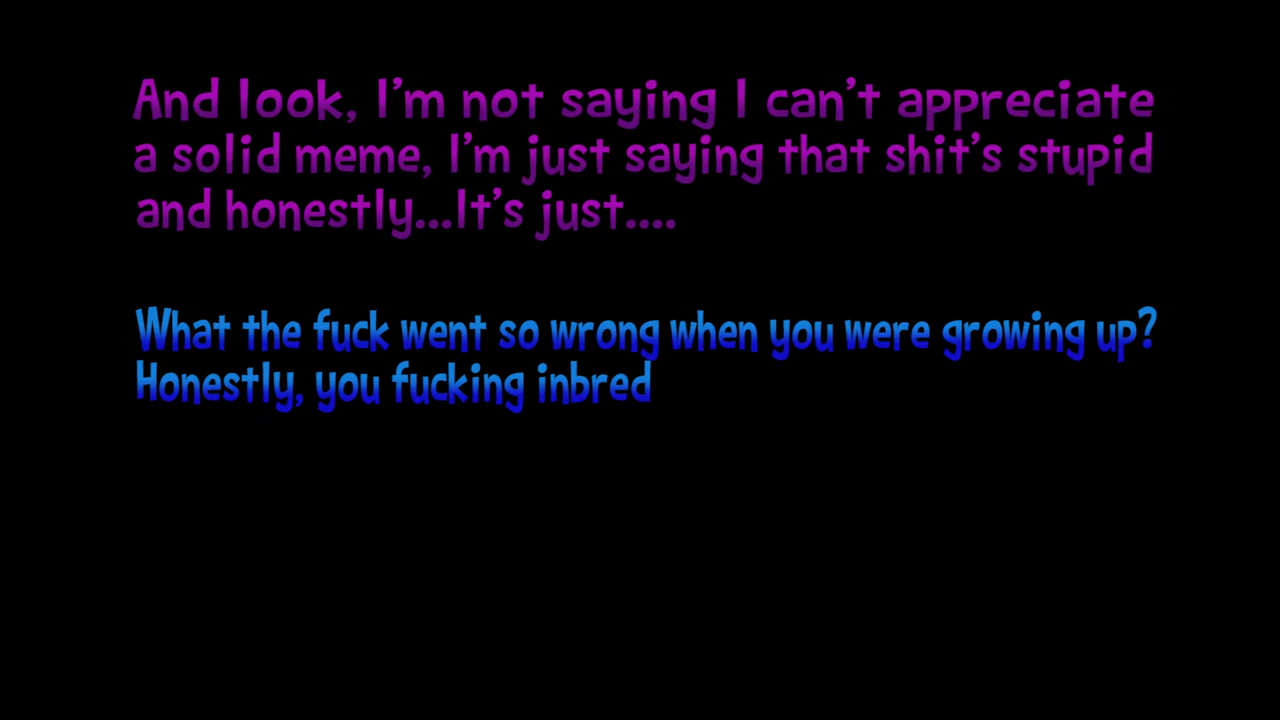 And look, I'm not saying I can't appreciate
a solid meme, I'm just saying that shit's stupid
and honestly...It's just....
What the fuck went so wrong when you were growing up?
Honestly, you fucking inbred